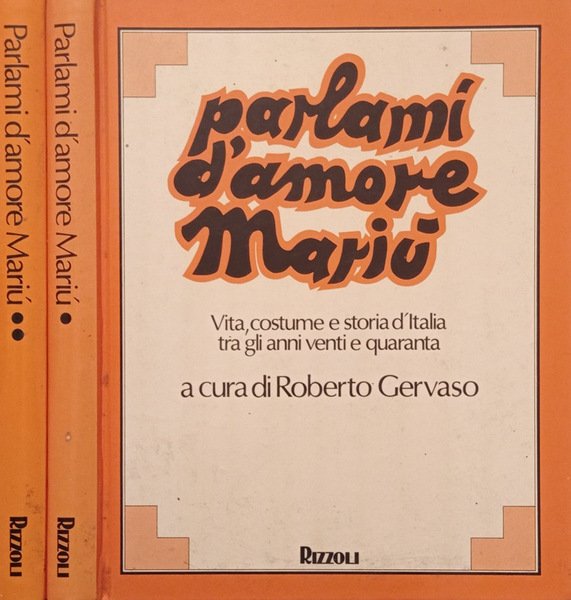 Parlami d'amore Mariú ● ●
RIZZOLI
Parlami d'amore Mariú ●
RIZZOLI
parlami
d'amore
Mariú
Vita, costume e storia d'Italia
tra gli anni venti e quaranta
a cura di Roberto Gervaso
RIZZOLI